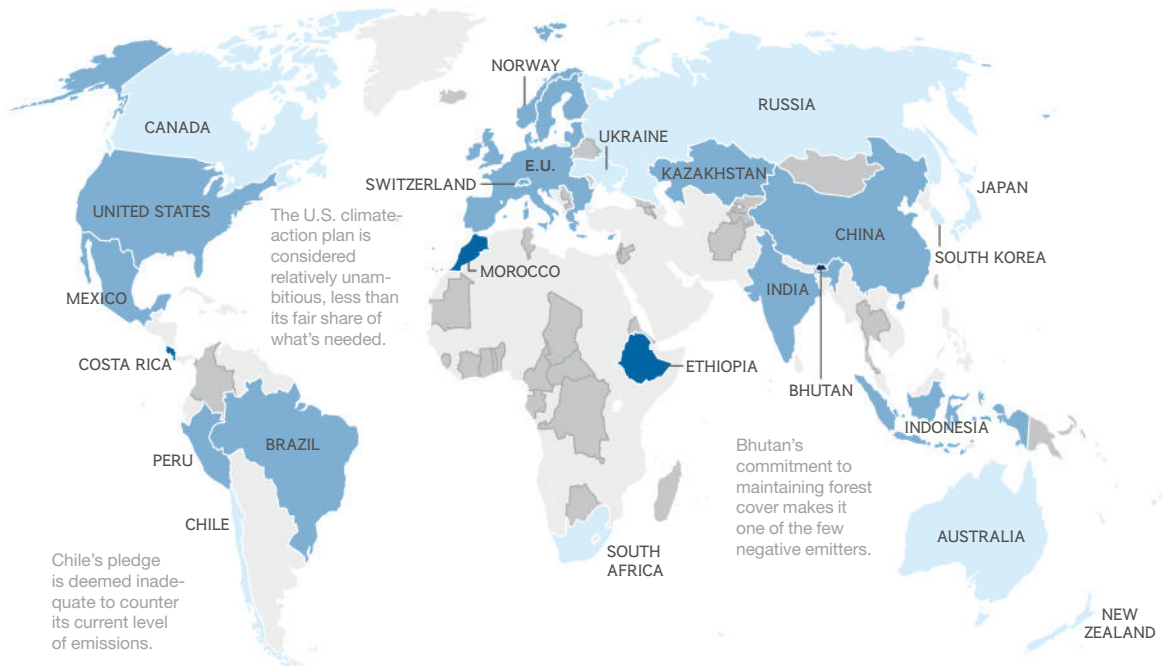 NORWAY
RUSSIA
CANADA
UKRAINE
E.U.
KAZAKHSTAN
SWITZERLAND
JAPAN
UNITED STATES
The U.S. climate-
action plan is
considered
relatively unam-
bitious, less than
its fair share of
what’s needed.
CHINA
SOUTH KOREA
MOROCCO
INDIA
MEXICO
COSTA RICA
ETHIOPIA
BHUTAN
INDONESIA
BRAZIL
PERU
Bhutan’s
commitment to
maintaining forest
cover makes it
one of the few
negative emitters.
CHILE
AUSTRALIA
SOUTH
AFRICA
Chile’s pledge
is deemed inade-
quate to counter
its current level
of emissions.
NEW
ZEALAND